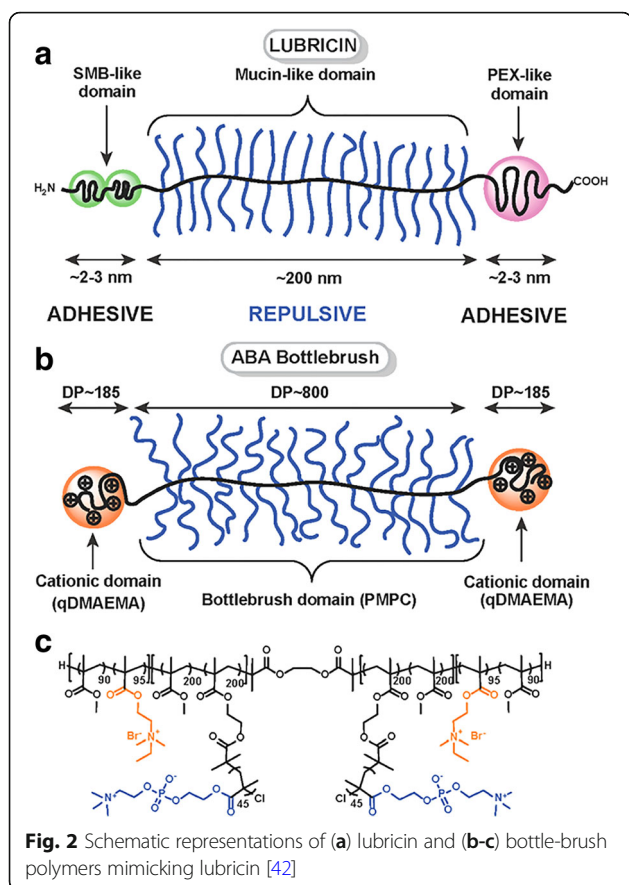 a
LUBRICIN
SMB-like
domain
Mucin-like domain
PEX-like
domain
H₂N
COOH
~2-3 nm
~200 nm
~2-3 nm
ADHESIVE
REPULSIVE
ADHESIVE
b
ABA Bottlebrush
DP~185
DP~800
DP~185
Cationic domain
(qDMAEMA)
Bottlebrush domain (PMPC)
Cationic domain
(qDMAEMA)
c
H 90 95 200 200 200 200 95 90 H
O O O O O O O O O O O O
Br⁻ N⁺ O O Br⁻ N⁺
O O O O
45 Cl Cl 45
N⁺ O O⁻ P O O O O O O O⁻ P O O N⁺
Fig. 2 Schematic representations of (a) lubricin and (b-c) bottle-brush
polymers mimicking lubricin [42]